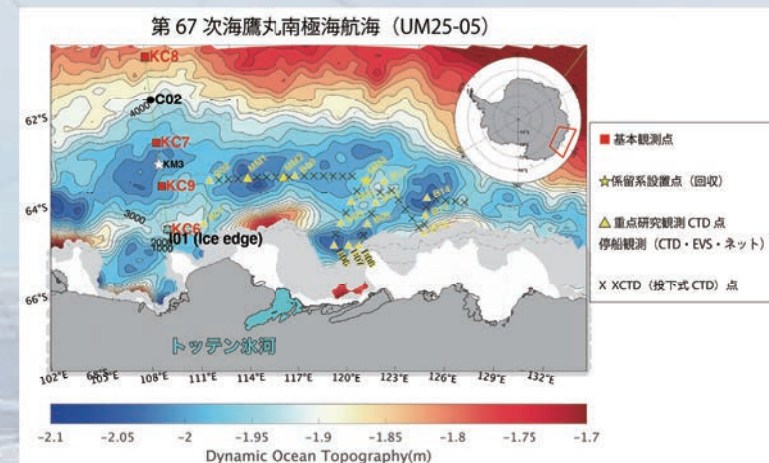 第 67 次海鷹丸南極海航海（UM25-05）
KC8
C02
4000
62°S
KC7
KM3
KC9
64°S
3000
KC6
2000
1000
I01 (Ice edge)
66°S
トッテン氷河
68°S
102°E 105°E 108°E 111°E 114°E 117°E 120°E 123°E 126°E 129°E 132°E
-2.1 -2.05 -2 -1.95 -1.9 -1.85 -1.8 -1.75 -1.7
Dynamic Ocean Topography(m)
基本観測点
係留系設置点（回収）
重点研究観測 CTD 点
停船観測（CTD・EVS・ネット）
XCTD（投下式 CTD）点